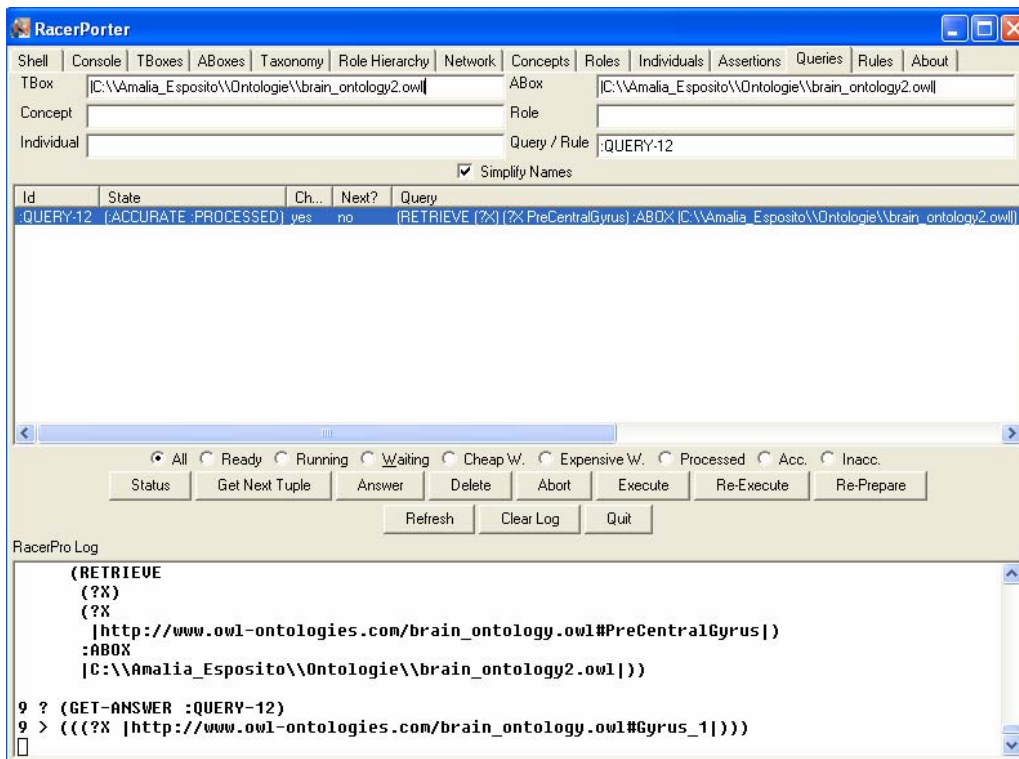 RacerPorter
Shell Console TBoxes ABoxes Taxonomy Role Hierarchy Network Concepts Roles Individuals Assertions Queries Rules About
TBox |C:\\Amalia_Esposito\\Ontologie\\brain_ontology2.owl| ABox |C:\\Amalia_Esposito\\Ontologie\\brain_ontology2.owl|
Concept Role
Individual Query / Rule :QUERY-12
Simplify Names
Id State Ch... Next? Query
:QUERY-12 (:ACCURATE :PROCESSED) yes no (RETRIEVE (?X) (?X PreCentralGyrus) :ABOX |C:\\Amalia_Esposito\\Ontologie\\brain_ontology2.owl|)
All Ready Running Waiting Cheap W. Expensive W. Processed Acc. Inacc.
Status Get Next Tuple Answer Delete Abort Execute Re-Execute Re-Prepare
Refresh Clear Log Quit
RacerPro Log
(RETRIEVE
(?X)
(?X
|http://www.owl-ontologies.com/brain_ontology.owl#PreCentralGyrus|)
:ABOX
|C:\\Amalia_Esposito\\Ontologie\\brain_ontology2.owl|))
9 ? (GET-ANSWER :QUERY-12)
9 > (((?X |http://www.owl-ontologies.com/brain_ontology.owl#Gyrus_1|)))